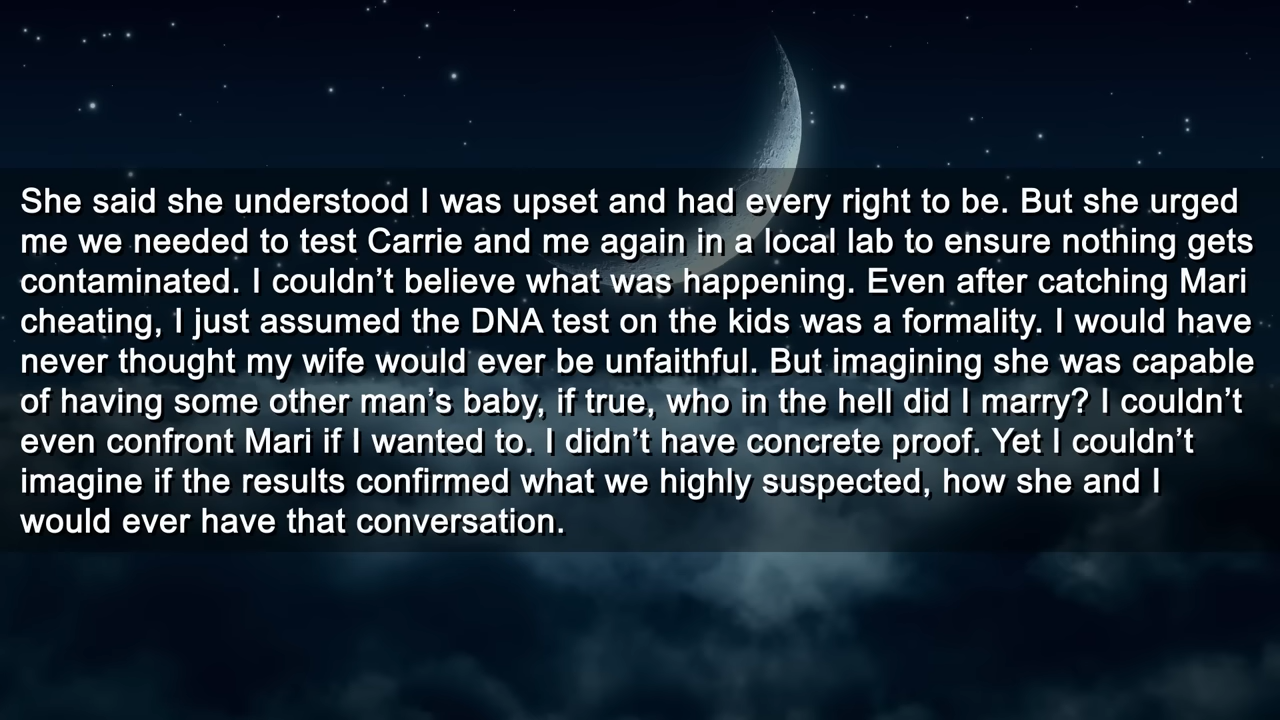 She said she understood I was upset and had every right to be. But she urged
me we needed to test Carrie and me again in a local lab to ensure nothing gets
contaminated. I couldn’t believe what was happening. Even after catching Mari
cheating, I just assumed the DNA test on the kids was a formality. I would have
never thought my wife would ever be unfaithful. But imagining she was capable
of having some other man’s baby, if true, who in the hell did I marry? I couldn’t
even confront Mari if I wanted to. I didn’t have concrete proof. Yet I couldn’t
imagine if the results confirmed what we highly suspected, how she and I
would ever have that conversation.